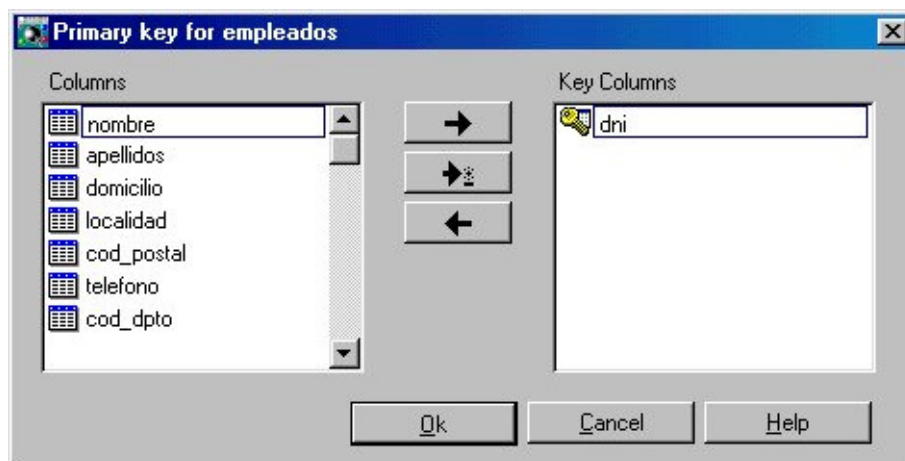 Primary key for empleados
Columns
nombre
apellidos
domicilio
localidad
cod_postal
telefono
cod_dpto
Key Columns
dni
Ok
Cancel
Help